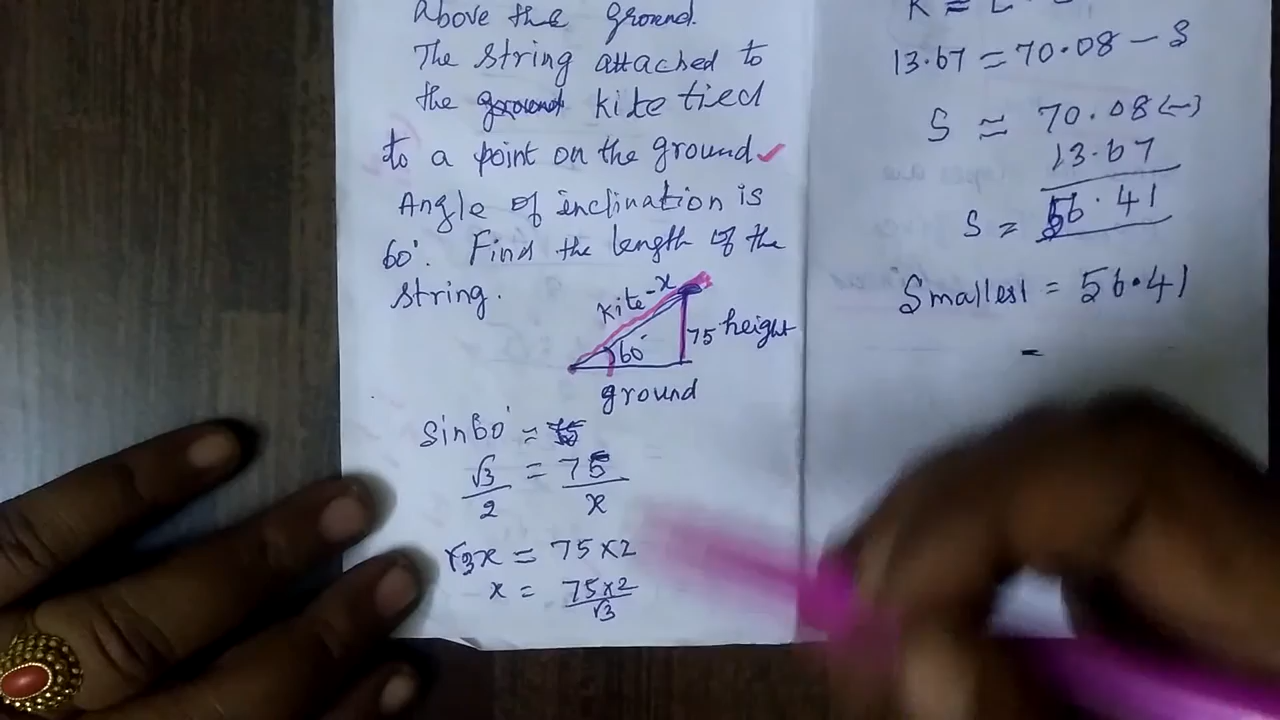 Above the ground.
The string attached to
the ground kite tied
to a point on the ground
Angle of inclination is
60°. Find the length of the
string.
kite-x
60°
75 height
ground
sin60° =
√3/2 = 75/x
√3x = 75×2
x = 75×2/√3
13.67 = 70.08 - S
S = 70.08 (-)
13.67
S = 56.41
Smallest = 56.41